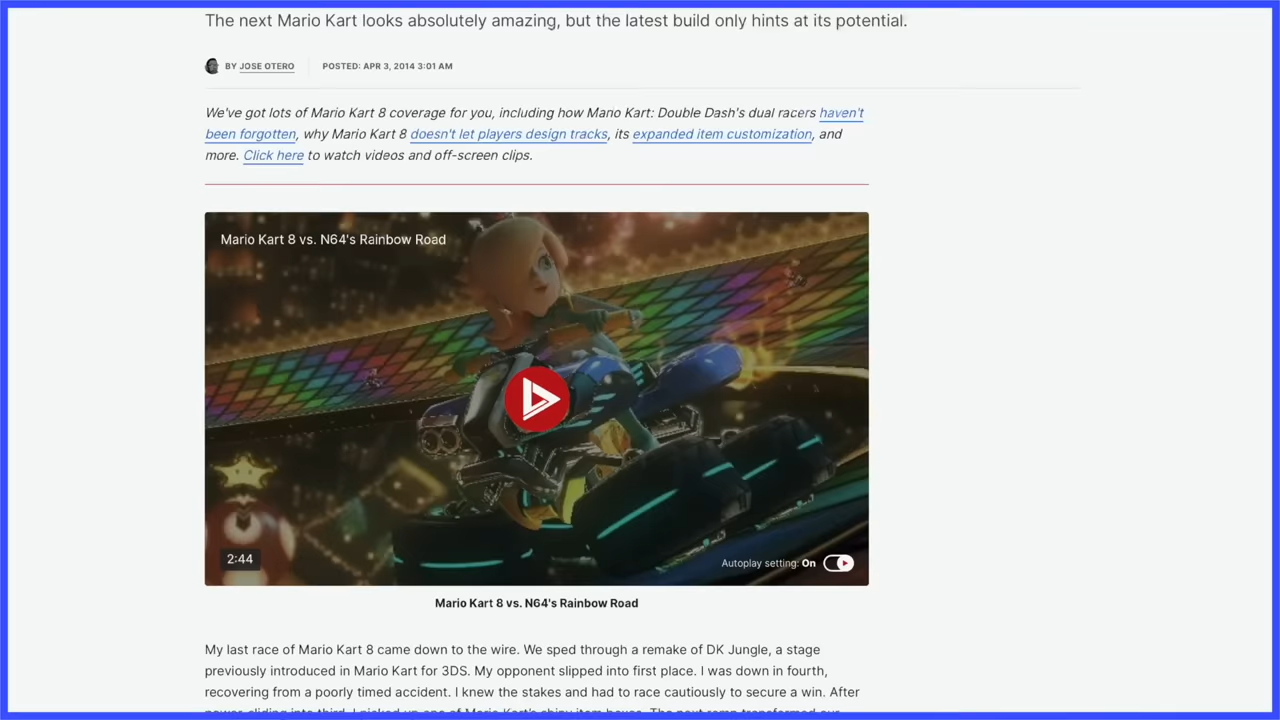 The next Mario Kart looks absolutely amazing, but the latest build only hints at its potential.
BY JOSE OTERO
POSTED: APR 3, 2014 3:01 AM
We've got lots of Mario Kart 8 coverage for you, including how Mario Kart: Double Dash's dual racers haven't
been forgotten, why Mario Kart 8 doesn't let players design tracks, its expanded item customization, and
more. Click here to watch videos and off-screen clips.
Mario Kart 8 vs. N64's Rainbow Road
2:44
Autoplay setting: On
Mario Kart 8 vs. N64's Rainbow Road
My last race of Mario Kart 8 came down to the wire. We sped through a remake of DK Jungle, a stage
previously introduced in Mario Kart for 3DS. My opponent slipped into first place. I was down in fourth,
recovering from a poorly timed accident. I knew the stakes and had to race cautiously to secure a win. After